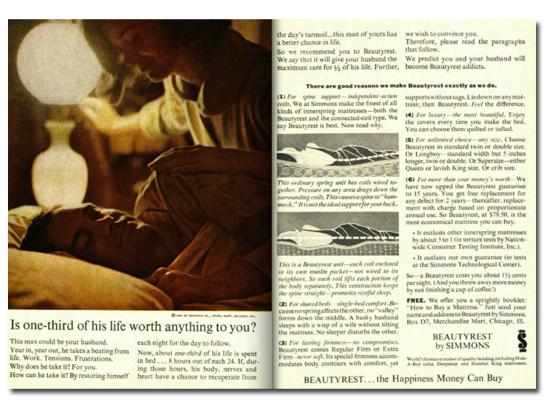 Is one-third of his life worth anything to you?
This man could be your husband.
Year in, year out, he takes a beating from
life. Work. Tensions. Frustrations.
Why does he take it? For you.
How can he take it? By restoring himself
each night for the day to follow.
Now, about one-third of his life is spent
in bed ... 8 hours out of each 24. If, dur-
ing those hours, his body, nerves and
heart have a chance to recuperate from
the day's turmoil...this man of yours has
a better chance in life.
So we recommend you to Beautyrest.
We say that it will give your husband the
maximum care for ⅓ of his life. Further,
we wish to convince you.
Therefore, please read the paragraphs
that follow.
We predict you and your husband will
become Beautyrest addicts.
There are good reasons we make Beautyrest exactly as we do.
(1) For spine support—independent-action
coils. We at Simmons make the finest of all
kinds of innerspring mattresses—both the
Beautyrest and the connected-coil type. We
say Beautyrest is best. Now read why.
This ordinary spring unit has coils wired to-
gether. Pressure on any area drags down the
surrounding coils. This causes a spine to "ham-
mock." It is not the ideal support for your back.
This is a Beautyrest unit—each coil enclosed
in its own muslin pocket—not wired to its
neighbors. So each coil lifts each portion of
the body separately. This construction keeps
the spine straight—promotes restful sleep.
(2) For shared beds—single-bed comfort. Be-
cause no spring affects the other, no "valley"
forms down the middle. A husky husband
sleeps with a wisp of a wife without tilting
the mattress. No sleeper disturbs the other.
(3) For lasting firmness—no compromises.
Beautyrest comes Regular Firm or Extra
Firm—never soft. Its special firmness accom-
modates body contours with comfort, yet
supports without sags. Lie down on any mat-
tress; then Beautyrest. Feel the difference.
(4) For luxury—the most beautiful. Enjoy
the covers every time you make the bed.
You can choose them quilted or tufted.
(5) For unlimited choice—any size. Choose
Beautyrest in standard twin or double size.
Or Longboy—standard width but 5 inches
longer, twin or double. Or Supersize—either
Queen or lavish King size. Or crib size.
(6) For more than your money's worth—We
have now upped the Beautyrest guarantee
to 15 years. You get free replacement for
any defect for 2 years—thereafter, replace-
ment with charge based on proportionate
annual use. So Beautyrest, at $79.50, is the
most economical mattress you can buy.
• It outlasts other innerspring mattresses
by about 3 to 1 (in torture tests by Nation-
wide Consumer Testing Institute, Inc.).
• It outlasts our own guarantee (in tests
at the Simmons Technological Center).
So—a Beautyrest costs you about 1½ cents
per night. (And you throw away more money
by not finishing a cup of coffee!)
FREE. We offer you a sprightly booklet:
"How to Buy a Mattress." Just send your
name and address to Beautyrest by Simmons,
Box D7, Merchandise Mart, Chicago, Ill.
BEAUTYREST
by SIMMONS
BEAUTYREST... the Happiness Money Can Buy